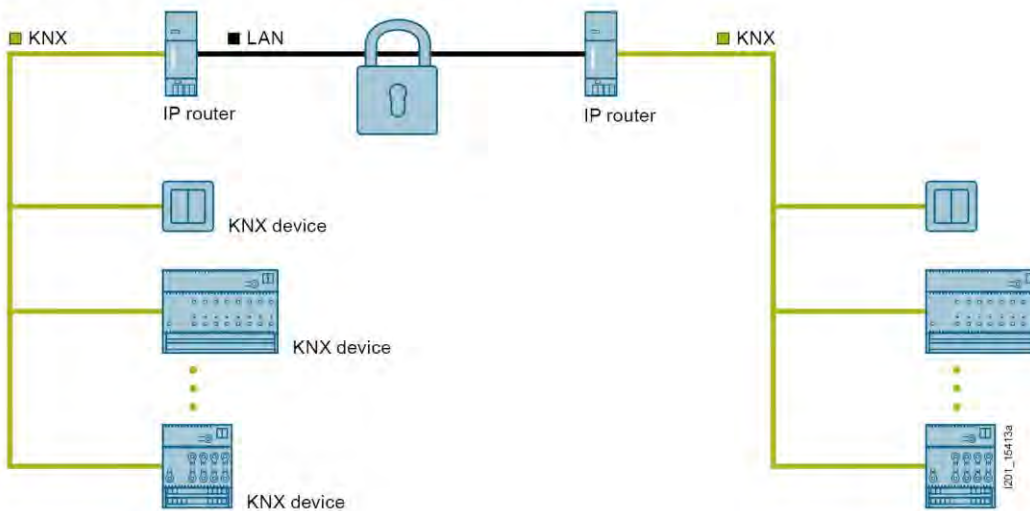 KNX
LAN
KNX
IP router
IP router
KNX device
KNX device
KNX device
I201_15413a